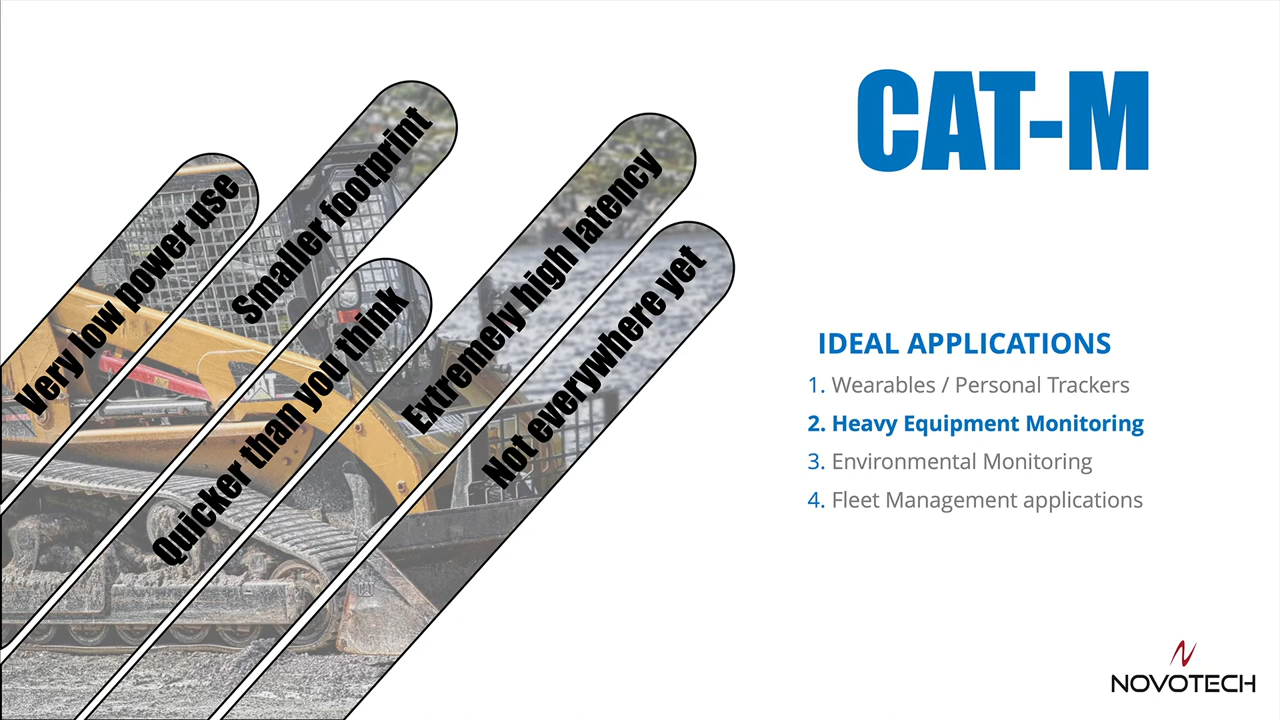 CAT-M
Very low power use
Smaller footprint
Quicker than you think
Extremely high latency
Not everywhere yet
IDEAL APPLICATIONS
1. Wearables / Personal Trackers
2. Heavy Equipment Monitoring
3. Environmental Monitoring
4. Fleet Management applications
NOVOTECH